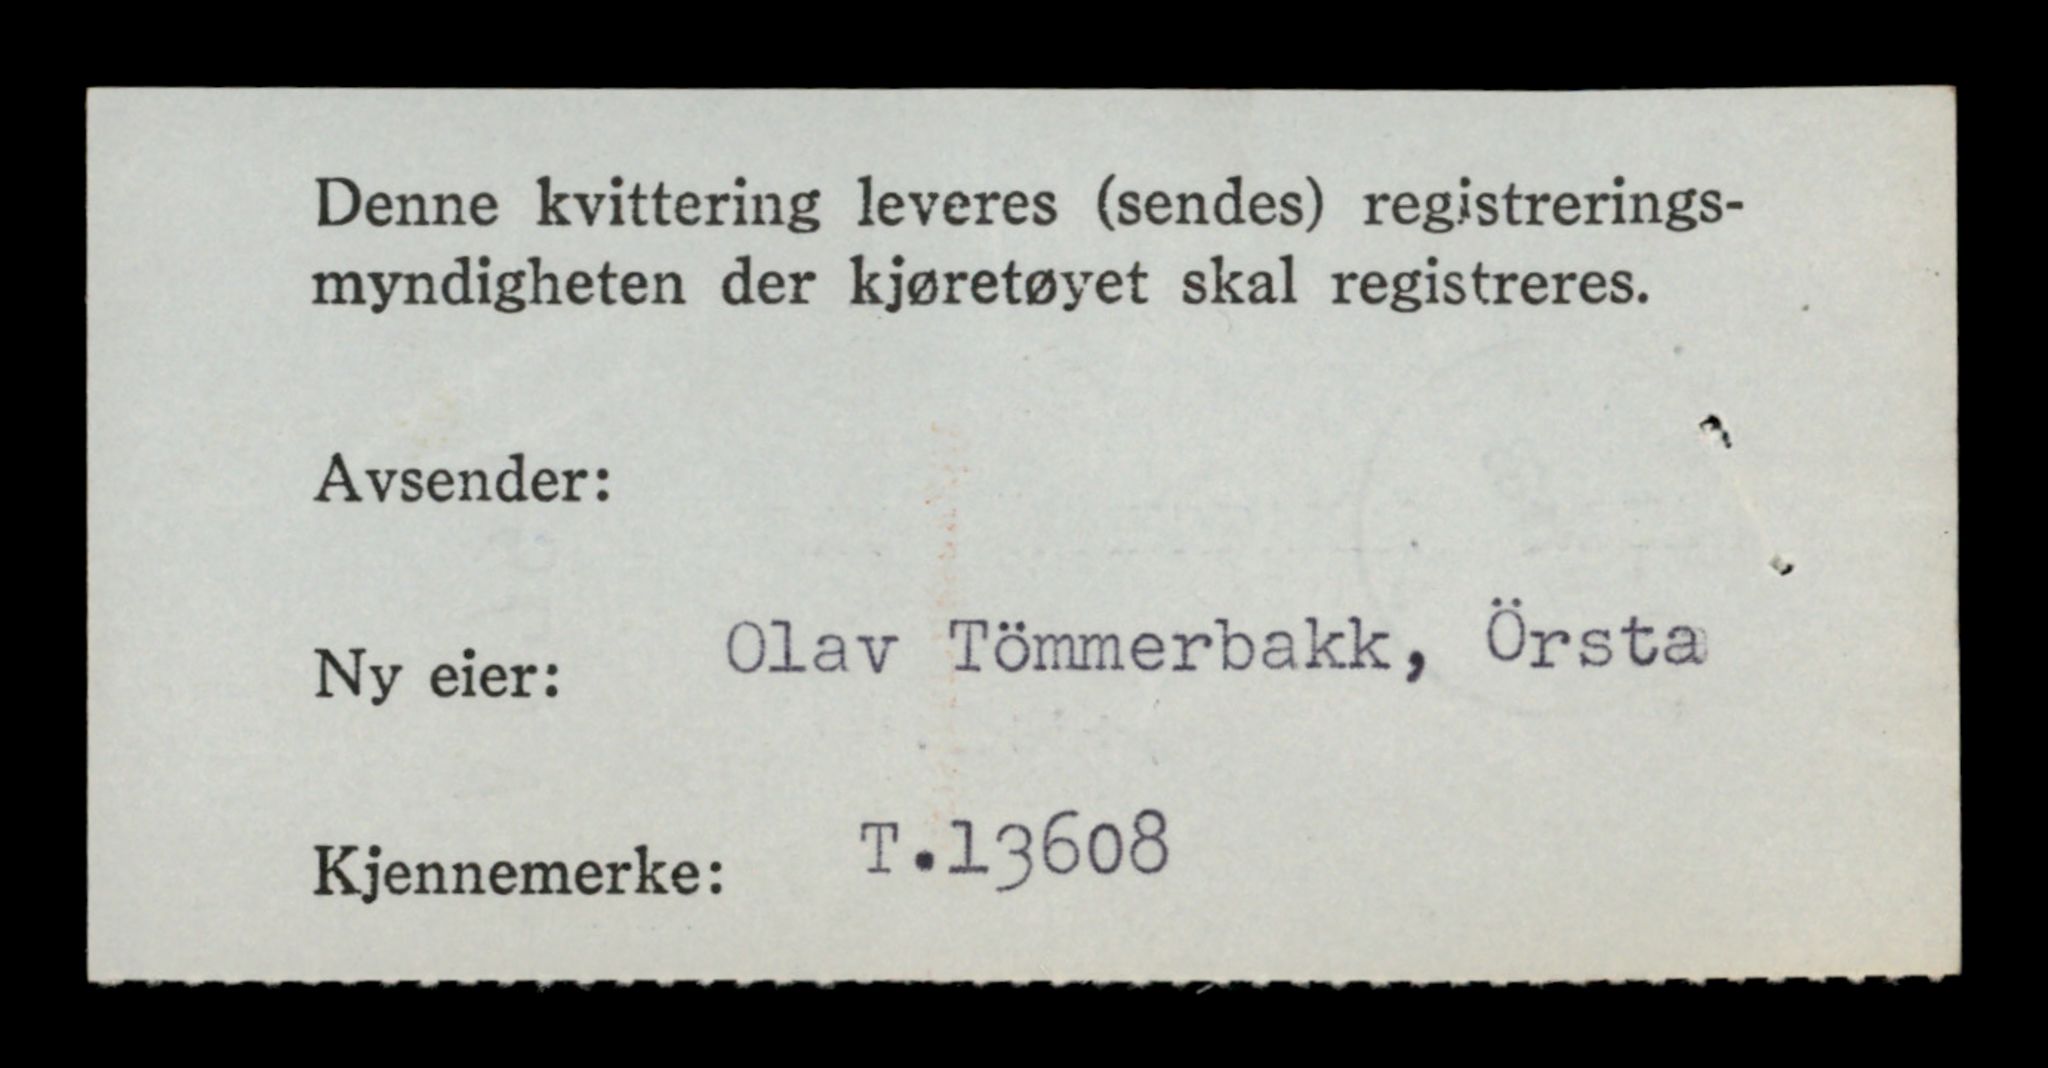 Denne kvittering leveres (sendes) registrerings-
myndigheten der kjøretøyet skal registreres.
Avsender:
Ny eier: Olav Tömmerbakk, Örsta
Kjennemerke: T.13608